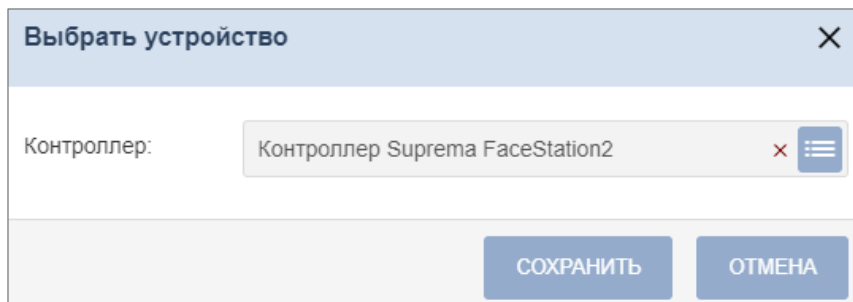 Выбрать устройство
Контроллер: Контроллер Suprema FaceStation2
СОХРАНИТЬ ОТМЕНА